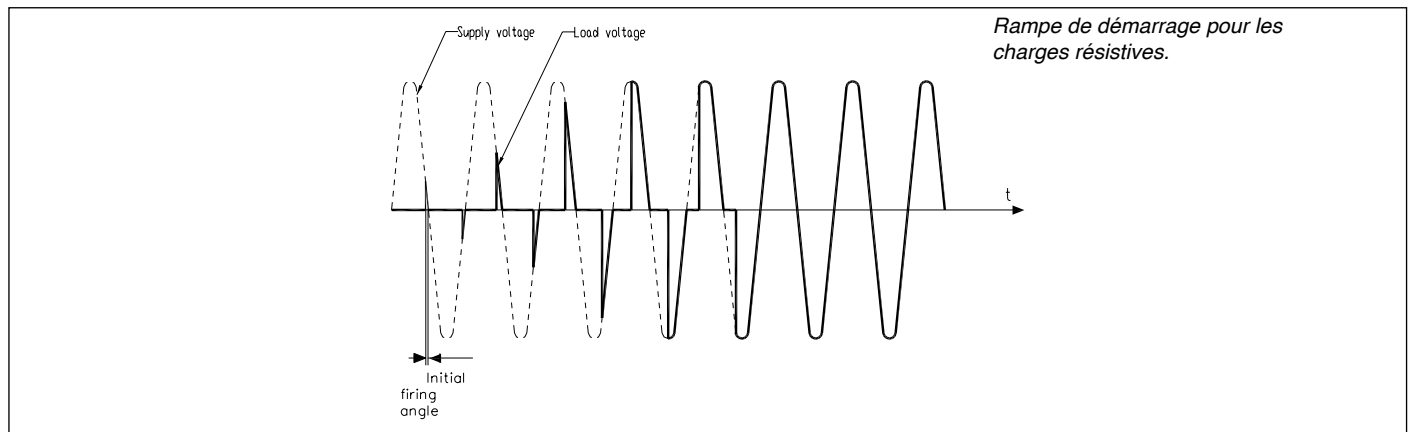 Rampe de démarrage pour les
charges résistives.
Supply voltage
Load voltage
t
Initial
firing
angle